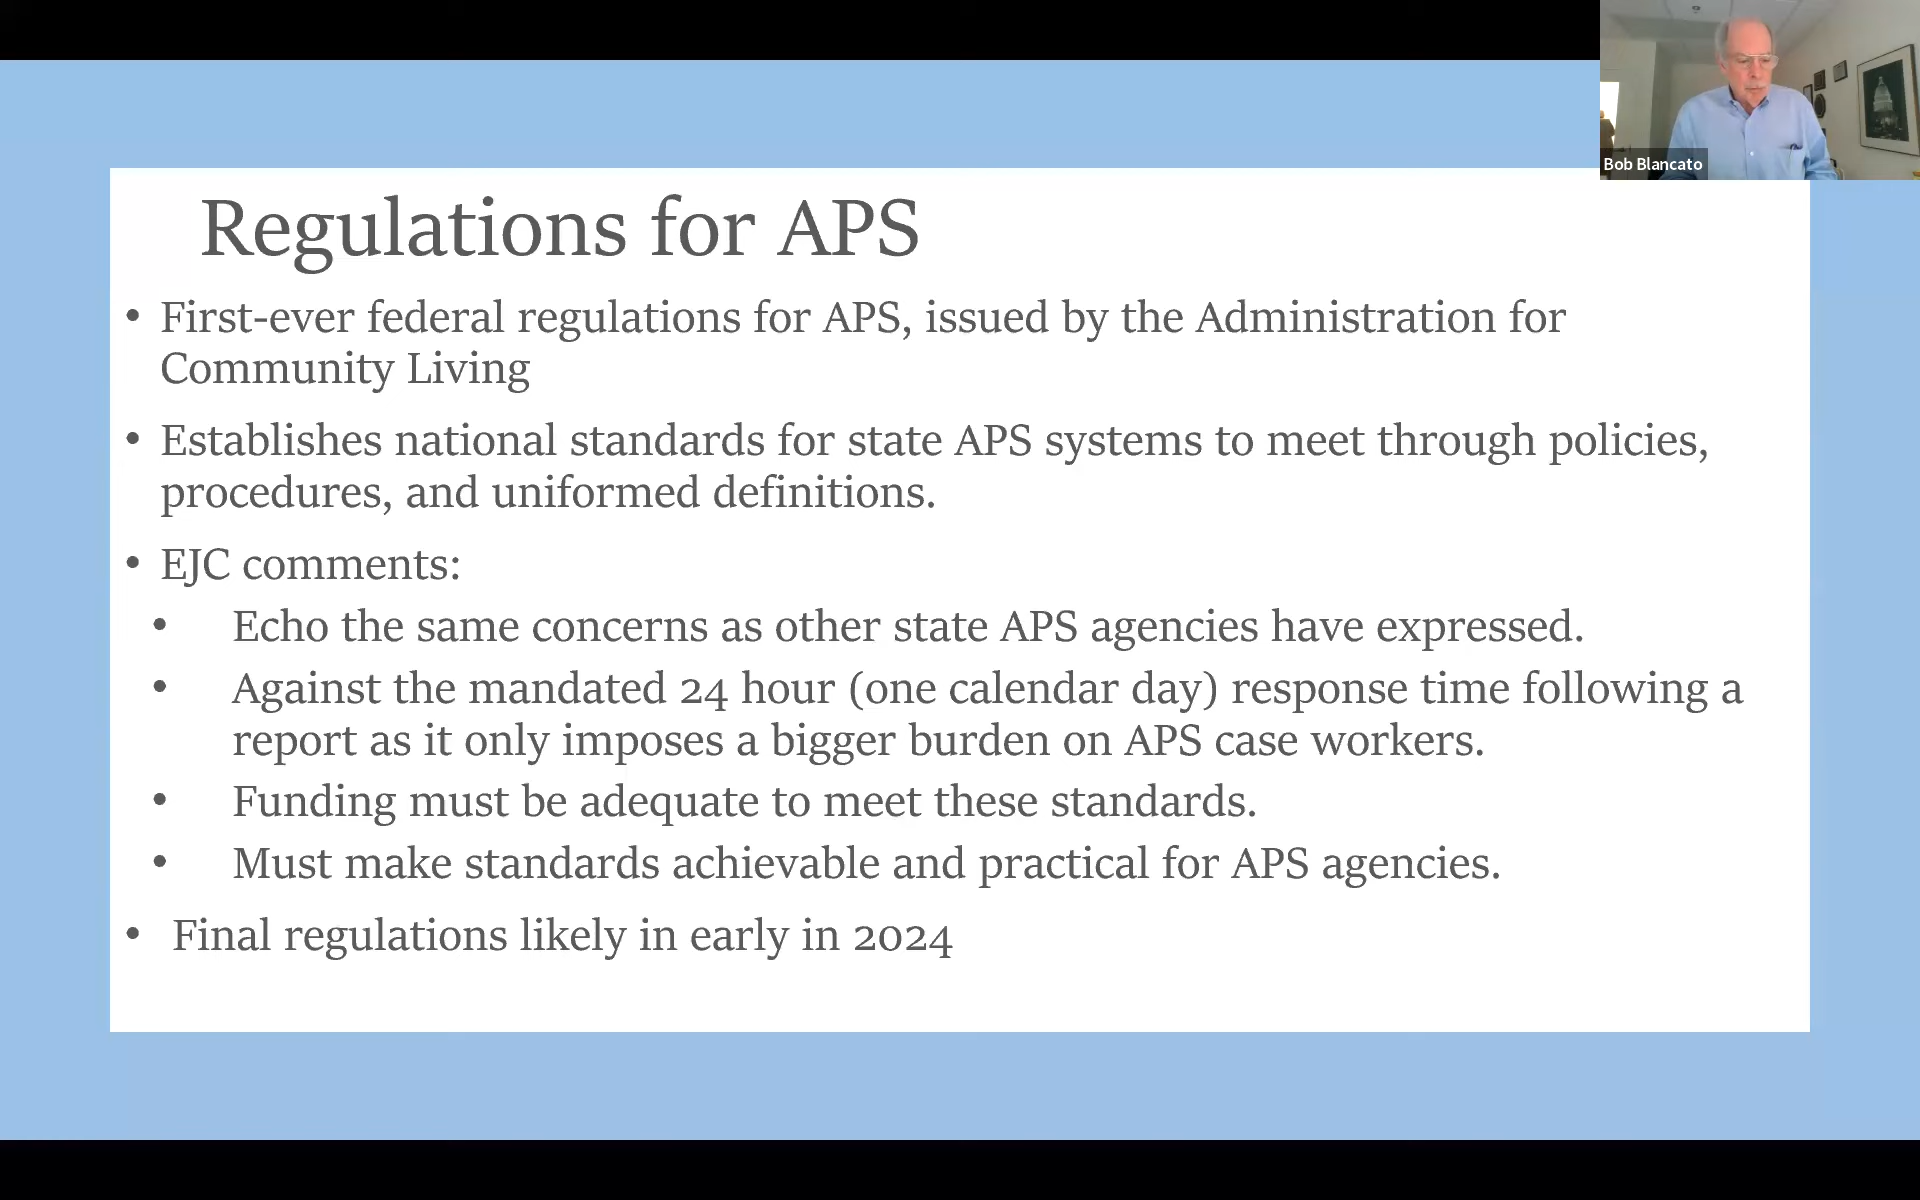 Bob Blancato
Regulations for APS
• First-ever federal regulations for APS, issued by the Administration for
Community Living
• Establishes national standards for state APS systems to meet through policies,
procedures, and uniformed definitions.
• EJC comments:
• Echo the same concerns as other state APS agencies have expressed.
• Against the mandated 24 hour (one calendar day) response time following a
report as it only imposes a bigger burden on APS case workers.
• Funding must be adequate to meet these standards.
• Must make standards achievable and practical for APS agencies.
• Final regulations likely in early in 2024